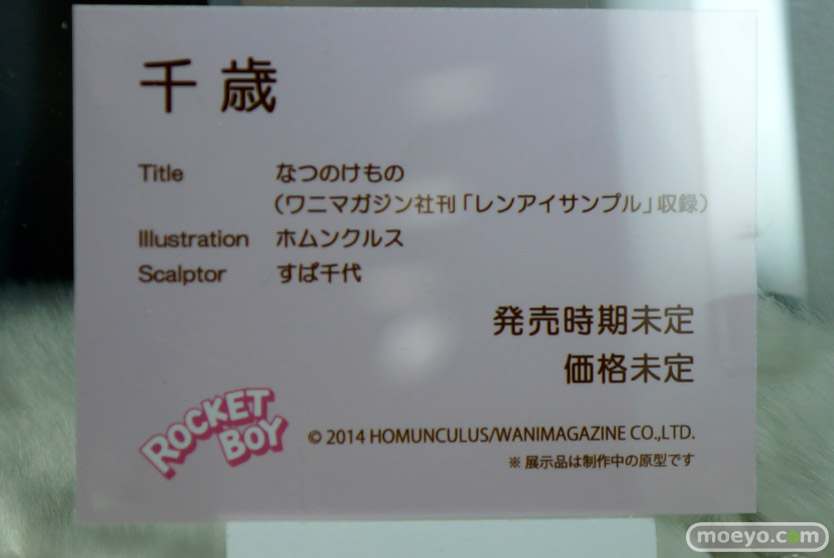 千歳
Title なつのけもの
（ワニマガジン社刊「レンアイサンプル」収録）
Illustration ホムンクルス
Scalptor すぱ千代
発売時期未定
価格未定
ROCKET BOY
© 2014 HOMUNCULUS/WANIMAGAZINE CO.,LTD.
※ 展示品は制作中の原型です
moeyo.com